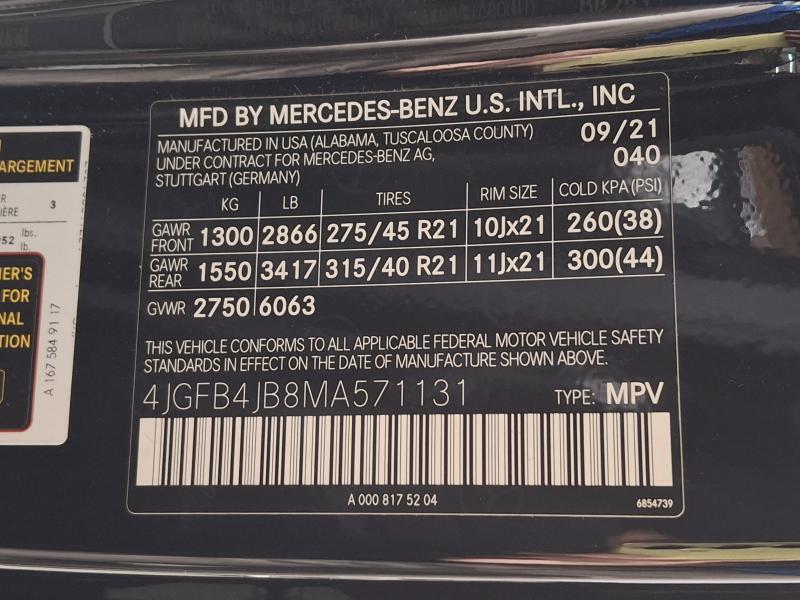 MFD BY MERCEDES-BENZ U.S. INTL., INC
MANUFACTURED IN USA (ALABAMA, TUSCALOOSA COUNTY)
UNDER CONTRACT FOR MERCEDES-BENZ AG,
STUTTGART (GERMANY)
09/21
040
KG LB TIRES RIM SIZE COLD KPA (PSI)
GAWR FRONT 1300 2866 275/45 R21 10Jx21 260(38)
GAWR REAR 1550 3417 315/40 R21 11Jx21 300(44)
GVWR 2750 6063
THIS VEHICLE CONFORMS TO ALL APPLICABLE FEDERAL MOTOR VEHICLE SAFETY
STANDARDS IN EFFECT ON THE DATE OF MANUFACTURE SHOWN ABOVE.
4JGFB4JB8MA571131 TYPE: MPV
A 000 817 52 04 6854739
ARGEMENT
3
lbs.
lb.
FOR
A 167 584 91 17